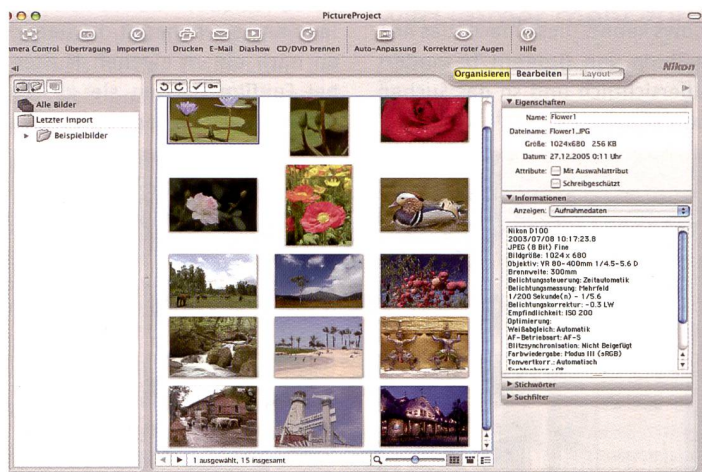 PictureProject
mera Control Übertragung Importieren Drucken E-Mail Diashow CD/DVD brennen Auto-Anpassung Korrektur roter Augen Hilfe
Nikon
Organisieren Bearbeiten Layout
Alle Bilder
Letzter Import
Beispielbilder
Eigenschaften
Name: Flower1
Dateiname: Flower1.JPG
Größe: 1024x680 256 KB
Datum: 27.12.2005 0:11 Uhr
Attribute: Mit Auswahlattribut
Schreibgeschützt
Informationen
Anzeigen: Aufnahmedaten
Nikon D100
2003/07/08 10:17:23.8
JPEG (8 Bit) Fine
Bildgröße: 1024 x 680
Objektiv: VR 80-400mm 1/4.5-5.6 D
Brennweite: 300mm
Belichtungssteuerung: Zeitautomatik
Belichtungsmessung: Mehrfeld
1/200 Sekunde(n) - 1/5.6
Belichtungskorrektur: -0.3 LW
Empfindlichkeit: ISO 200
Optimierung:
Weißabgleich: Automatik
AF-Betriebsart: AF-S
Blitzsynchronisation: Nicht Beigefügt
Farbwiedergabe: Modus III (sRGB)
Tonwertkorr.: Automatisch
Stichwörter
Suchfilter
1 ausgewählt, 15 insgesamt